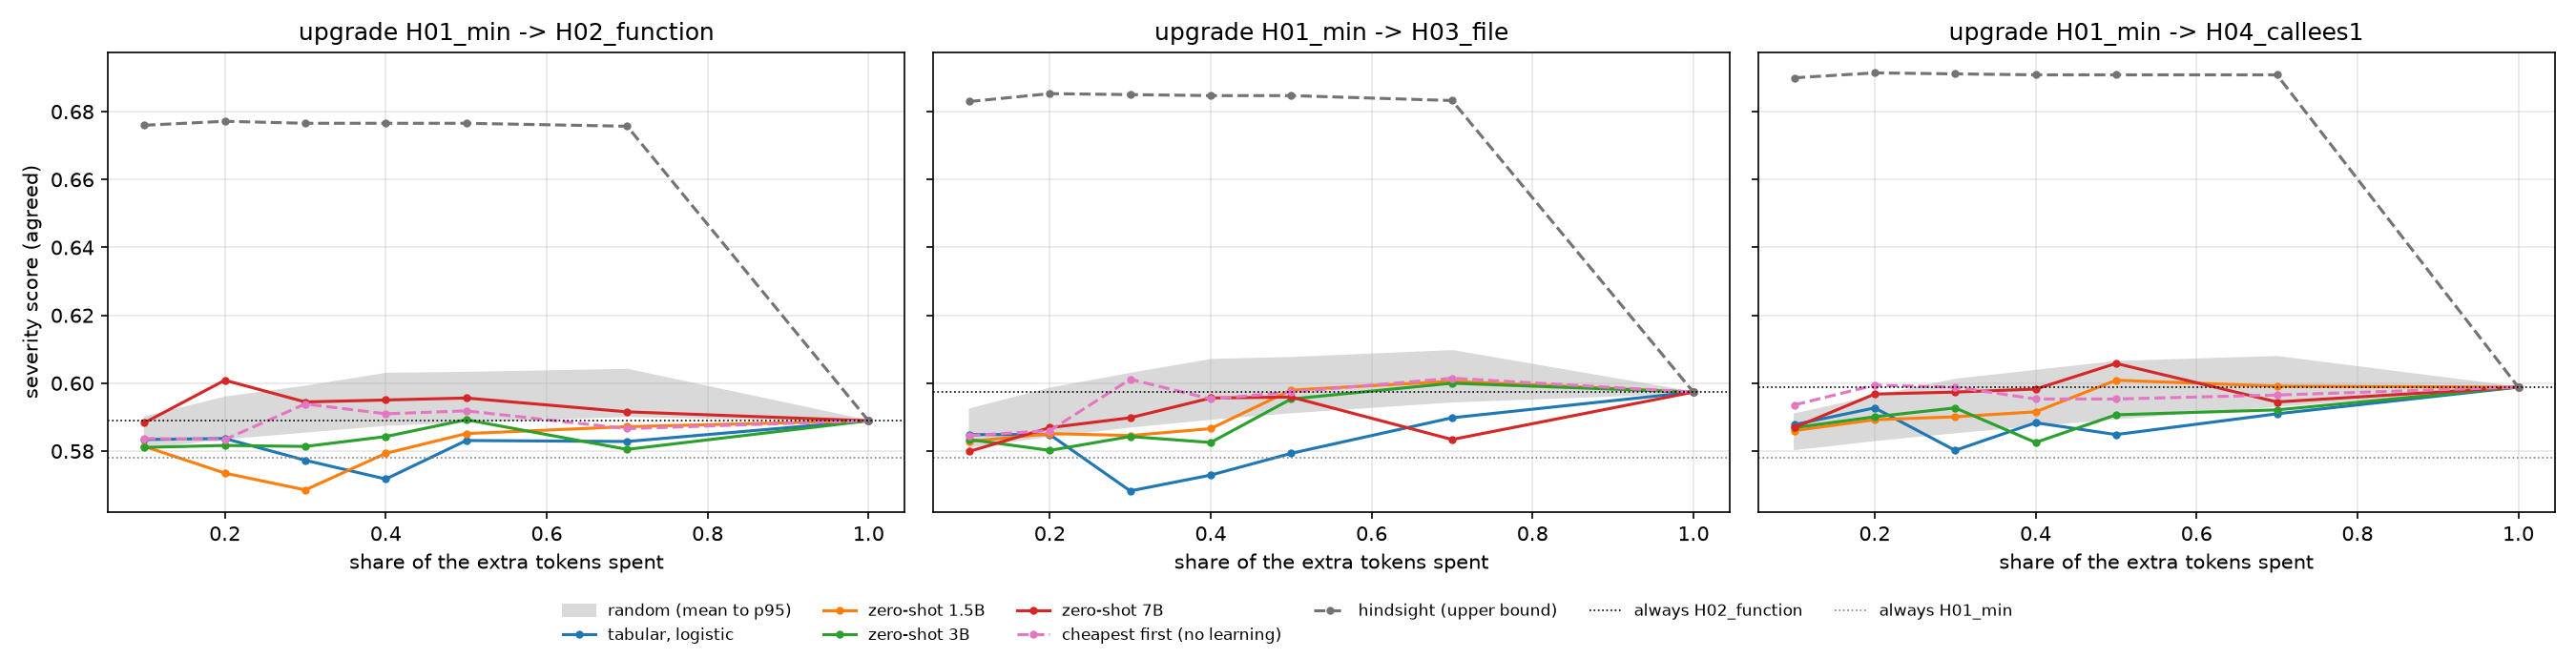 upgrade H01_min -> H02_function
upgrade H01_min -> H03_file
upgrade H01_min -> H04_callees1
severity score (agreed)
0.68
0.66
0.64
0.62
0.60
0.58
0.2 0.4 0.6 0.8 1.0
0.2 0.4 0.6 0.8 1.0
0.2 0.4 0.6 0.8 1.0
share of the extra tokens spent
share of the extra tokens spent
share of the extra tokens spent
random (mean to p95)
tabular, logistic
zero-shot 1.5B
zero-shot 3B
zero-shot 7B
cheapest first (no learning)
hindsight (upper bound)
always H02_function
always H01_min